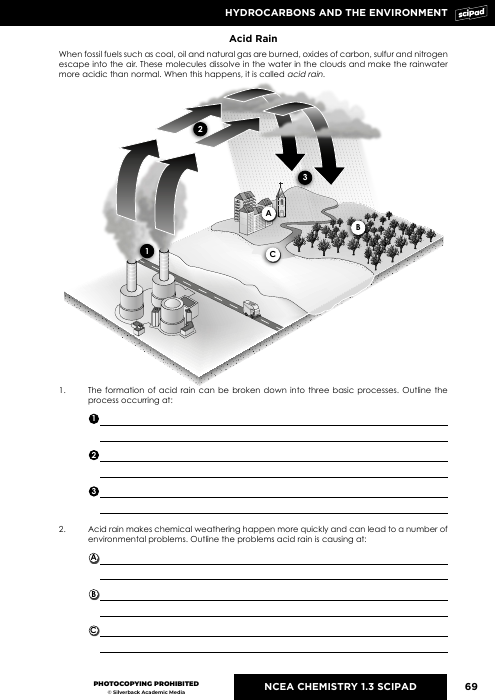 HYDROCARBONS AND THE ENVIRONMENT
scipad
Acid Rain
When fossil fuels such as coal, oil and natural gas are burned, oxides of carbon, sulfur and nitrogen
escape into the air. These molecules dissolve in the water in the clouds and make the rainwater
more acidic than normal. When this happens, it is called acid rain.
2
3
A
B
1
C
1. The formation of acid rain can be broken down into three basic processes. Outline the
process occurring at:
1
2
3
2. Acid rain makes chemical weathering happen more quickly and can lead to a number of
environmental problems. Outline the problems acid rain is causing at:
A
B
C
PHOTOCOPYING PROHIBITED
© Silverback Academic Media
NCEA CHEMISTRY 1.3 SCIPAD
69